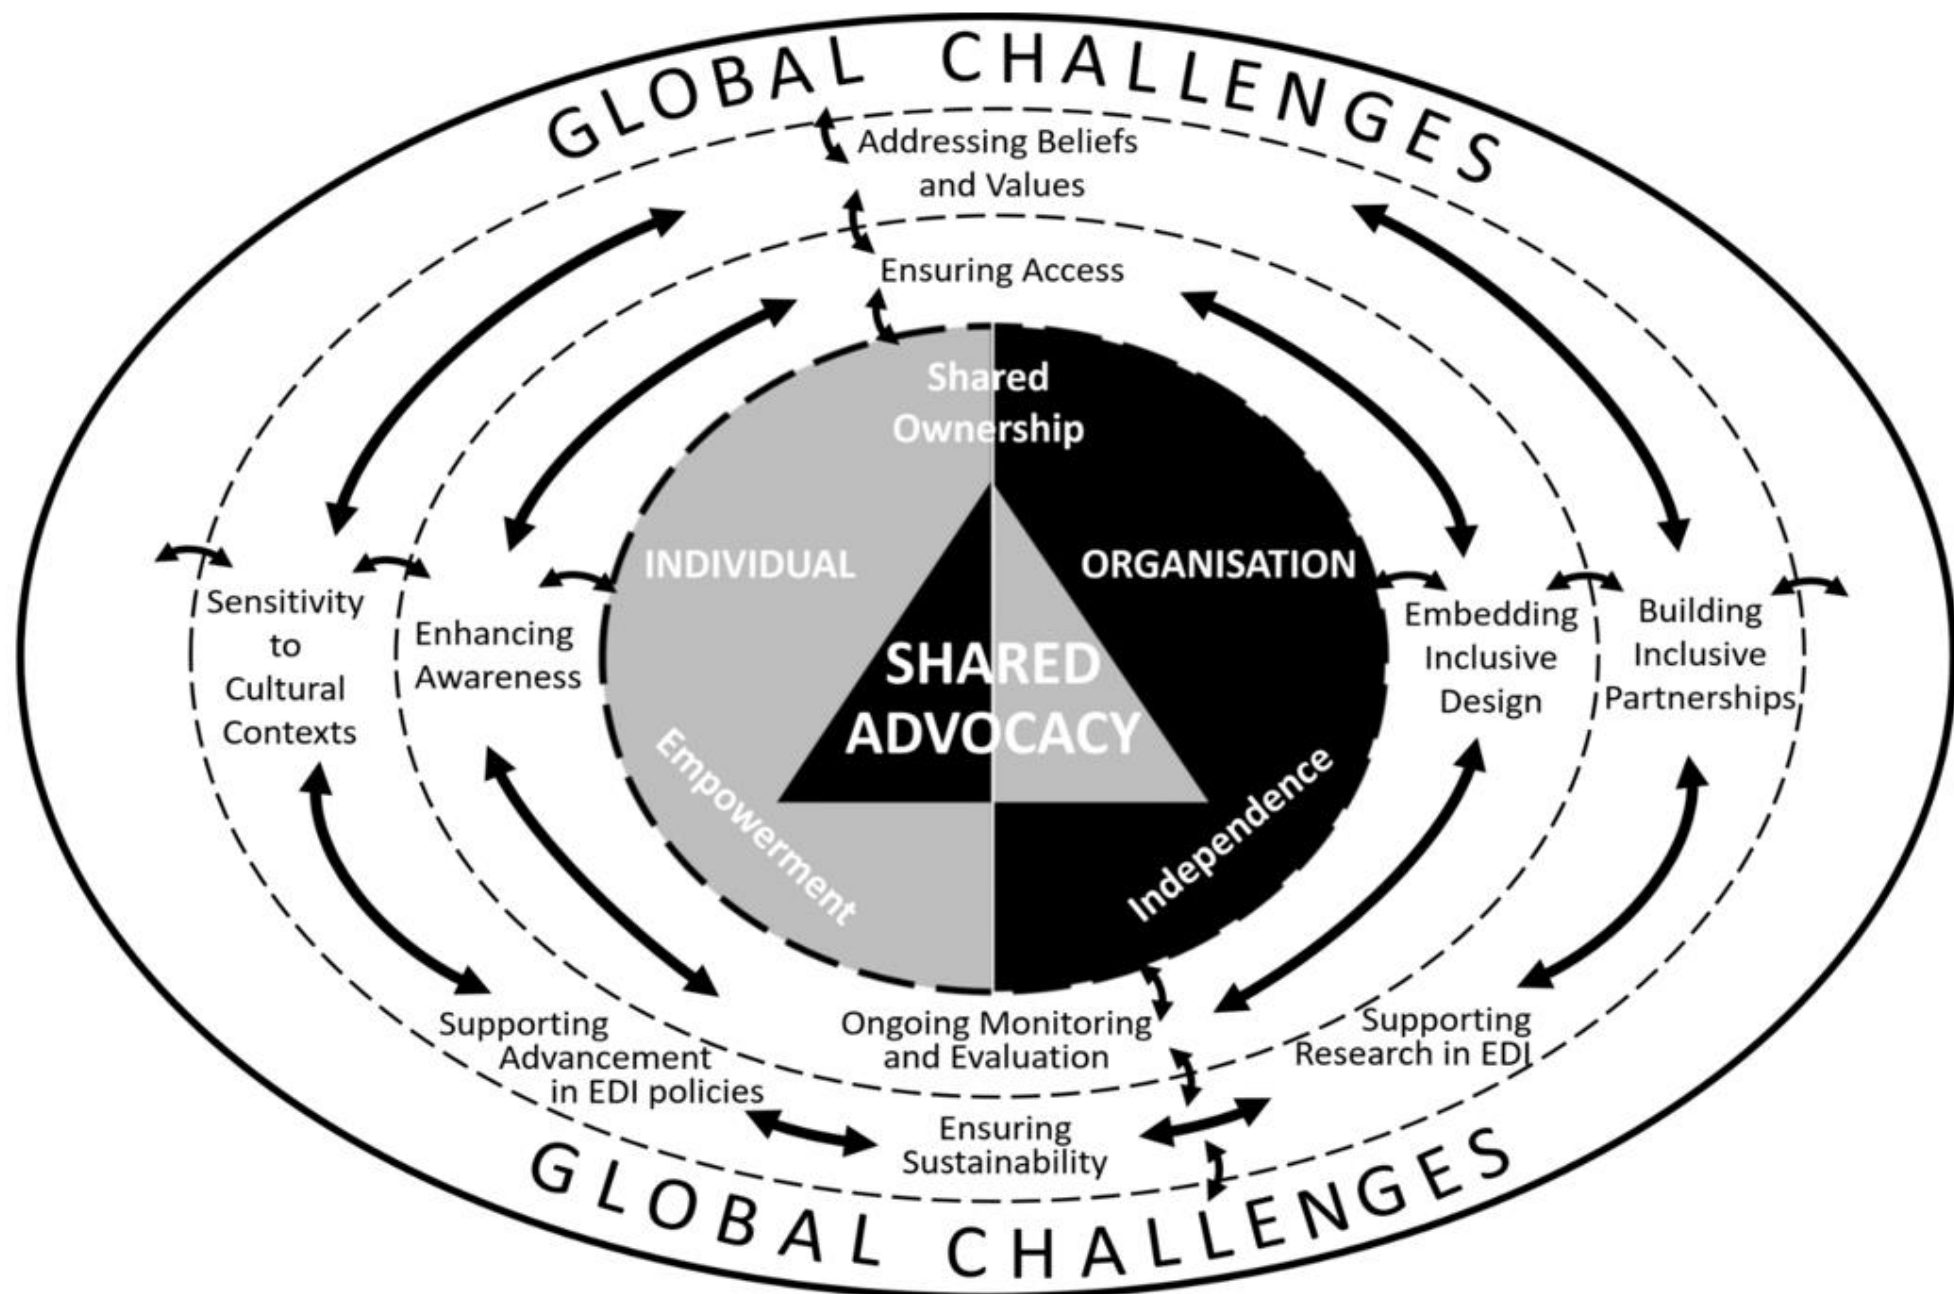 GLOBAL CHALLENGES
Addressing Beliefs
and Values
Ensuring Access
Shared
Ownership
INDIVIDUAL
ORGANISATION
SHARED
ADVOCACY
Empowerment
Independence
Sensitivity
to
Cultural
Contexts
Enhancing
Awareness
Embedding
Inclusive
Design
Building
Inclusive
Partnerships
Supporting
Advancement
in EDI policies
Ongoing Monitoring
and Evaluation
Supporting
Research in EDI
Ensuring
Sustainability
GLOBAL CHALLENGES